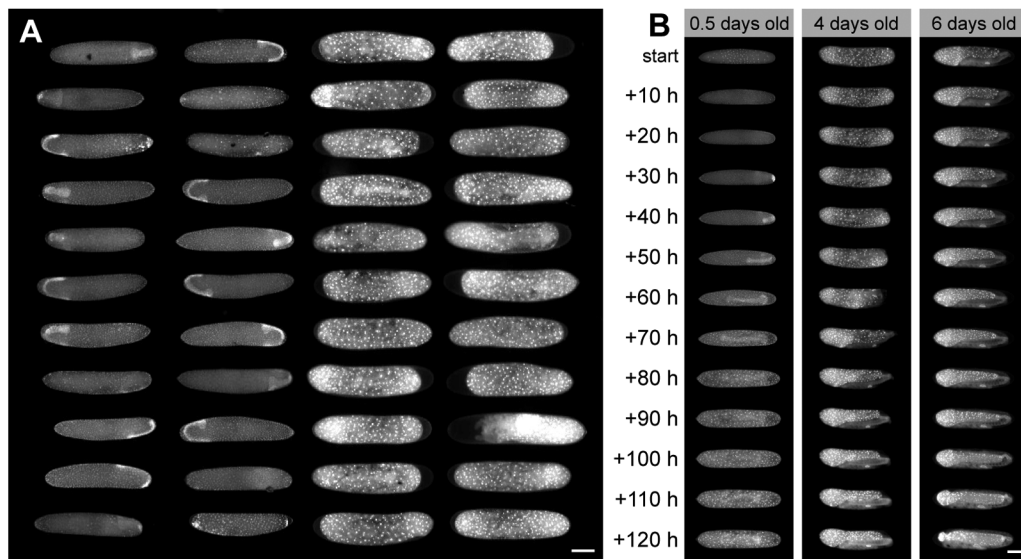 A
B
0.5 days old
4 days old
6 days old
start
+10 h
+20 h
+30 h
+40 h
+50 h
+60 h
+70 h
+80 h
+90 h
+100 h
+110 h
+120 h